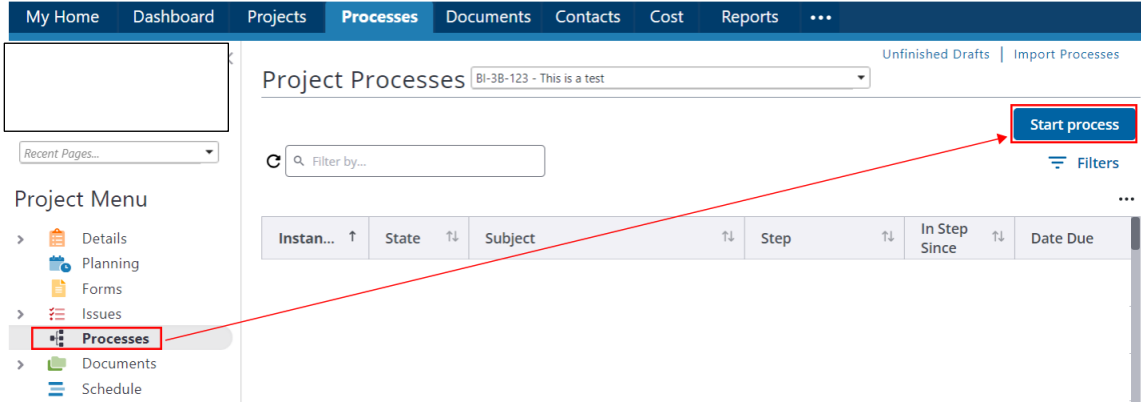 My Home Dashboard Projects Processes Documents Contacts Cost Reports •••
Unfinished Drafts | Import Processes
Project Processes BI-3B-123 - This is a test
Start process
Recent Pages...
Filter by...
Filters
Project Menu
•••
Instan... ↑ State Subject Step In Step Since Date Due
Details
Planning
Forms
Issues
Processes
Documents
Schedule